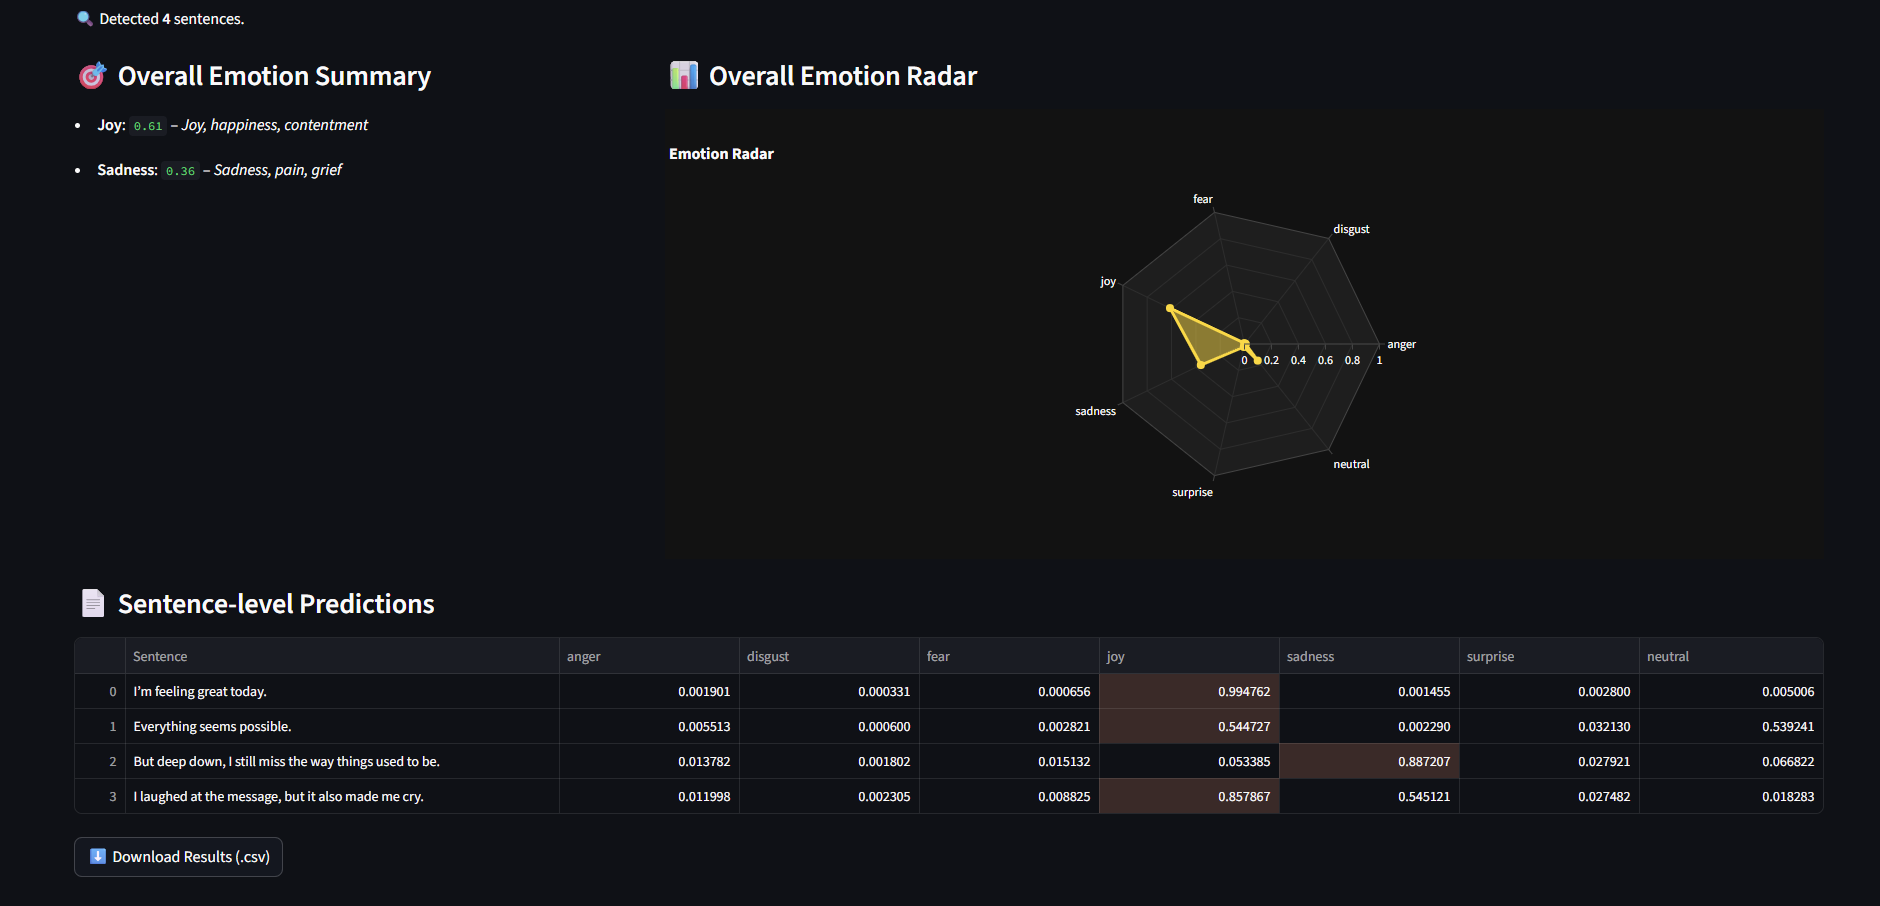 🔍 Detected 4 sentences.
🎯 Overall Emotion Summary
• Joy: 0.61 – Joy, happiness, contentment
• Sadness: 0.36 – Sadness, pain, grief
📊 Overall Emotion Radar
Emotion Radar
fear
disgust
joy
anger
0 0.2 0.4 0.6 0.8 1
sadness
neutral
surprise
📄 Sentence-level Predictions
Sentence anger disgust fear joy sadness surprise neutral
0 I’m feeling great today. 0.001901 0.000331 0.000656 0.994762 0.001455 0.002800 0.005006
1 Everything seems possible. 0.005513 0.000600 0.002821 0.544727 0.002290 0.032130 0.539241
2 But deep down, I still miss the way things used to be. 0.013782 0.001802 0.015132 0.053385 0.887207 0.027921 0.066822
3 I laughed at the message, but it also made me cry. 0.011998 0.002305 0.008825 0.857867 0.545121 0.027482 0.018283
⬇️ Download Results (.csv)